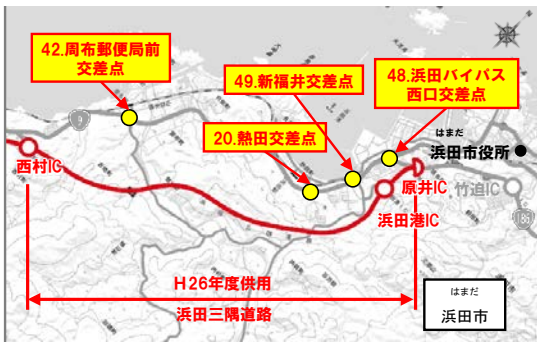 42.周布郵便局前
交差点
49.新福井交差点
48.浜田バイパス
西口交差点
20.熱田交差点
9
はまだ
浜田市役所
西村IC
原井IC
竹迫IC
浜田港IC
186
H26年度供用
浜田三隅道路
はまだ
浜田市